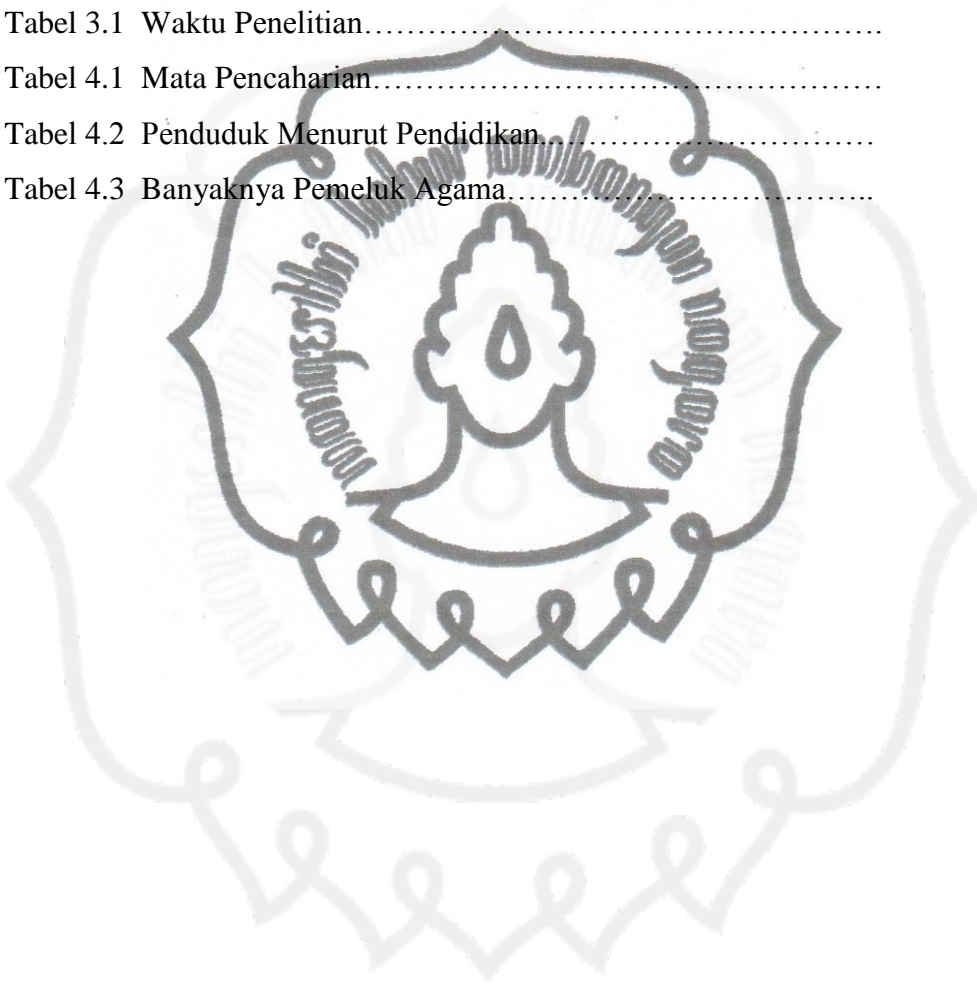 Tabel 3.1 Waktu Penelitian…………………………………………….
Tabel 4.1 Mata Pencaharian…………………………………………
Tabel 4.2 Penduduk Menurut Pendidikan..…………………………
Tabel 4.3 Banyaknya Pemeluk Agama……………………………..